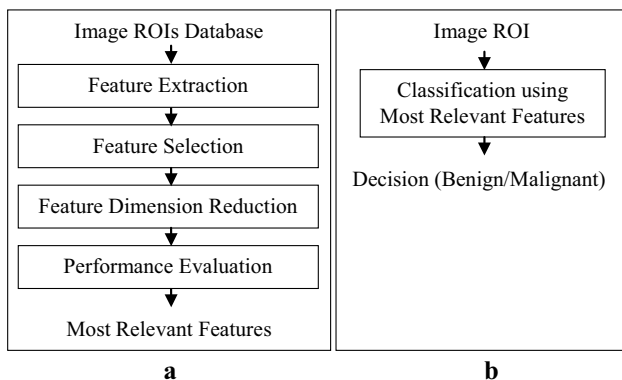 Image ROIs Database
Feature Extraction
Feature Selection
Feature Dimension Reduction
Performance Evaluation
Most Relevant Features
a
Image ROI
Classification using
Most Relevant Features
Decision (Benign/Malignant)
b